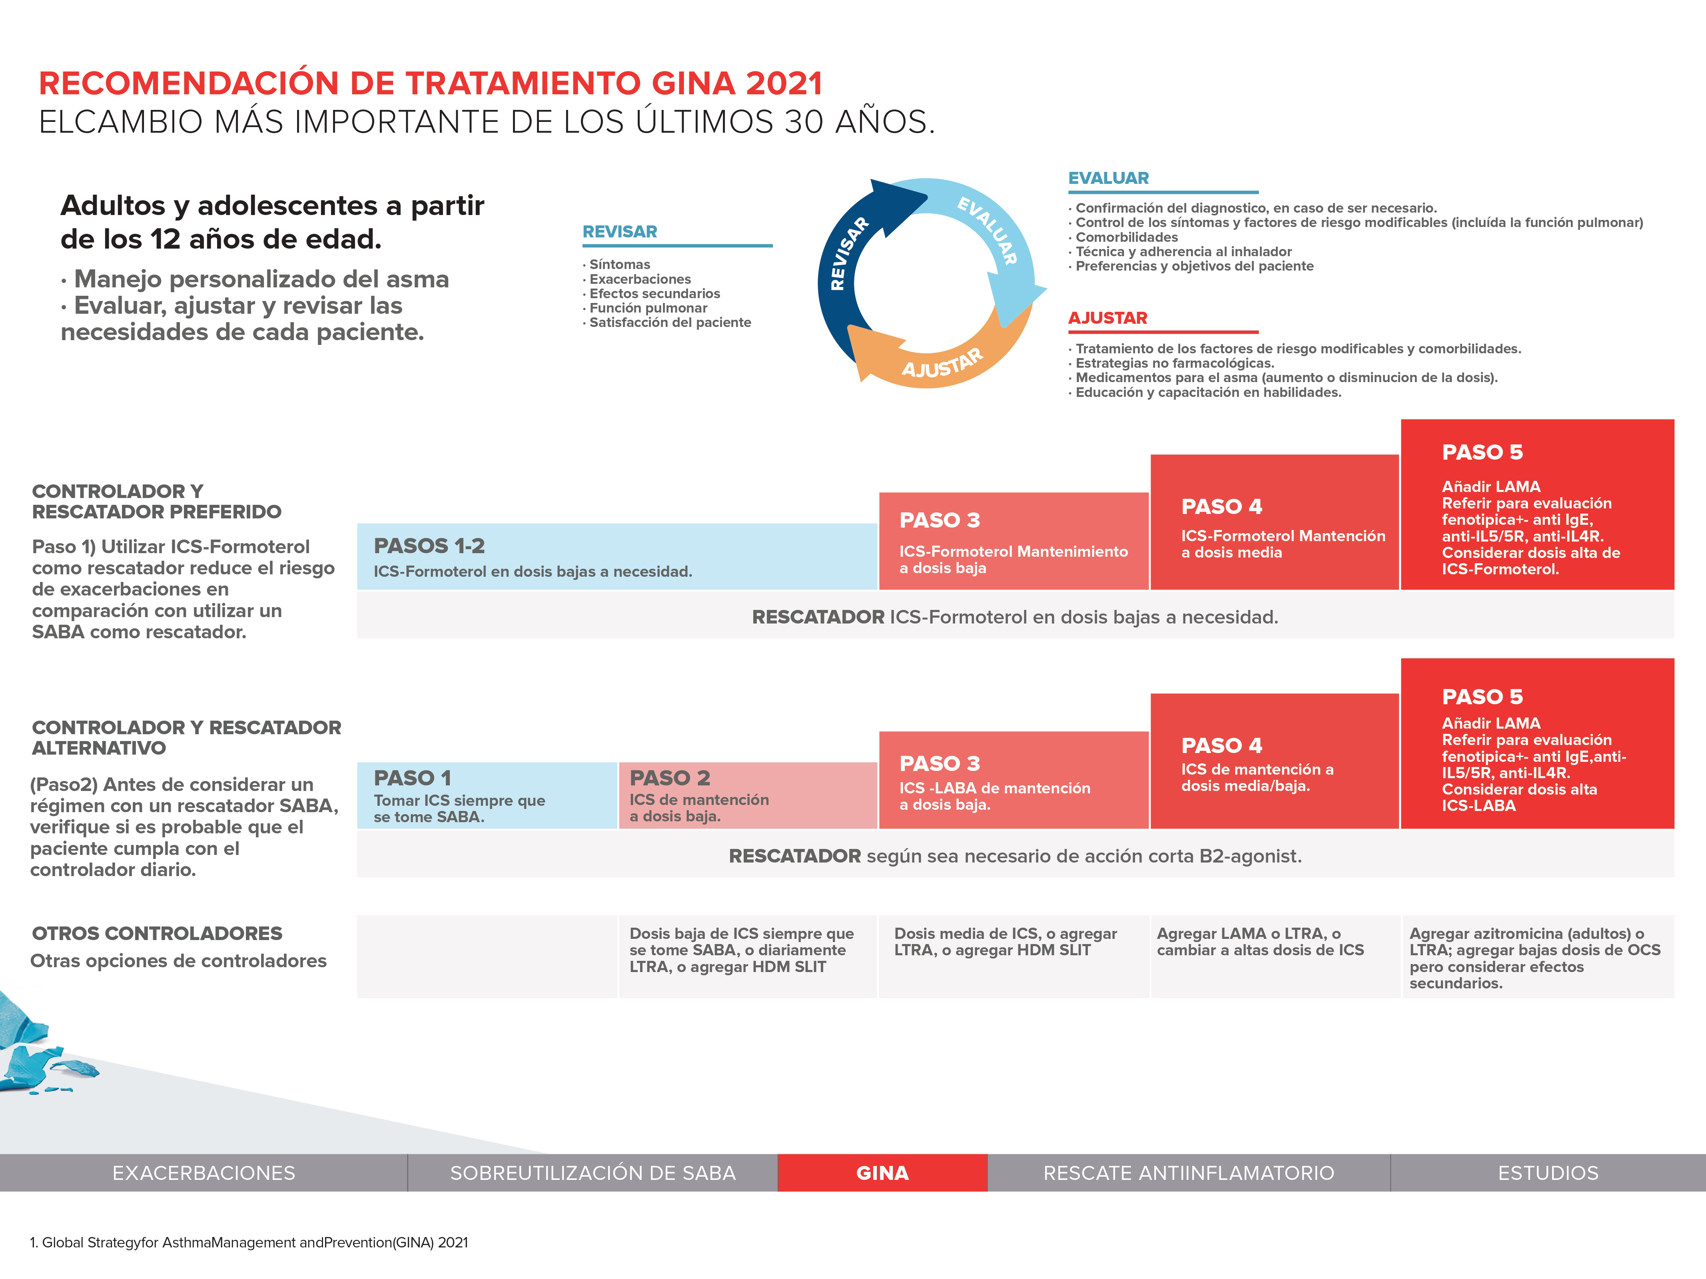 RECOMENDACIÓN DE TRATAMIENTO GINA 2021
ELCAMBIO MÁS IMPORTANTE DE LOS ÚLTIMOS 30 AÑOS.
Adultos y adolescentes a partir
de los 12 años de edad.
· Manejo personalizado del asma
· Evaluar, ajustar y revisar las
necesidades de cada paciente.
REVISAR
· Síntomas
· Exacerbaciones
· Efectos secundarios
· Función pulmonar
· Satisfacción del paciente
REVISAR
EVALUAR
AJUSTAR
EVALUAR
· Confirmación del diagnostico, en caso de ser necesario.
· Control de los síntomas y factores de riesgo modificables (incluída la función pulmonar)
· Comorbilidades
· Técnica y adherencia al inhalador
· Preferencias y objetivos del paciente
AJUSTAR
· Tratamiento de los factores de riesgo modificables y comorbilidades.
· Estrategias no farmacológicas.
· Medicamentos para el asma (aumento o disminucion de la dosis).
· Educación y capacitación en habilidades.
CONTROLADOR Y
RESCATADOR PREFERIDO
Paso 1) Utilizar ICS-Formoterol
como rescatador reduce el riesgo
de exacerbaciones en
comparación con utilizar un
SABA como rescatador.
PASOS 1-2
ICS-Formoterol en dosis bajas a necesidad.
PASO 3
ICS-Formoterol Mantenimiento
a dosis baja
PASO 4
ICS-Formoterol Mantención
a dosis media
PASO 5
Añadir LAMA
Referir para evaluación
fenotipica+- anti IgE,
anti-IL5/5R, anti-IL4R.
Considerar dosis alta de
ICS-Formoterol.
RESCATADOR ICS-Formoterol en dosis bajas a necesidad.
CONTROLADOR Y RESCATADOR
ALTERNATIVO
(Paso2) Antes de considerar un
régimen con un rescatador SABA,
verifique si es probable que el
paciente cumpla con el
controlador diario.
PASO 1
Tomar ICS siempre que
se tome SABA.
PASO 2
ICS de mantención
a dosis baja.
PASO 3
ICS -LABA de mantención
a dosis baja.
PASO 4
ICS de mantención a
dosis media/baja.
PASO 5
Añadir LAMA
Referir para evaluación
fenotipica+- anti IgE,anti-
IL5/5R, anti-IL4R.
Considerar dosis alta
ICS-LABA
RESCATADOR según sea necesario de acción corta B2-agonist.
OTROS CONTROLADORES
Otras opciones de controladores
Dosis baja de ICS siempre que
se tome SABA, o diariamente
LTRA, o agregar HDM SLIT
Dosis media de ICS, o agregar
LTRA, o agregar HDM SLIT
Agregar LAMA o LTRA, o
cambiar a altas dosis de ICS
Agregar azitromicina (adultos) o
LTRA; agregar bajas dosis de OCS
pero considerar efectos
secundarios.
EXACERBACIONES
SOBREUTILIZACIÓN DE SABA
GINA
RESCATE ANTIINFLAMATORIO
ESTUDIOS
1. Global Strategyfor AsthmaManagement andPrevention(GINA) 2021